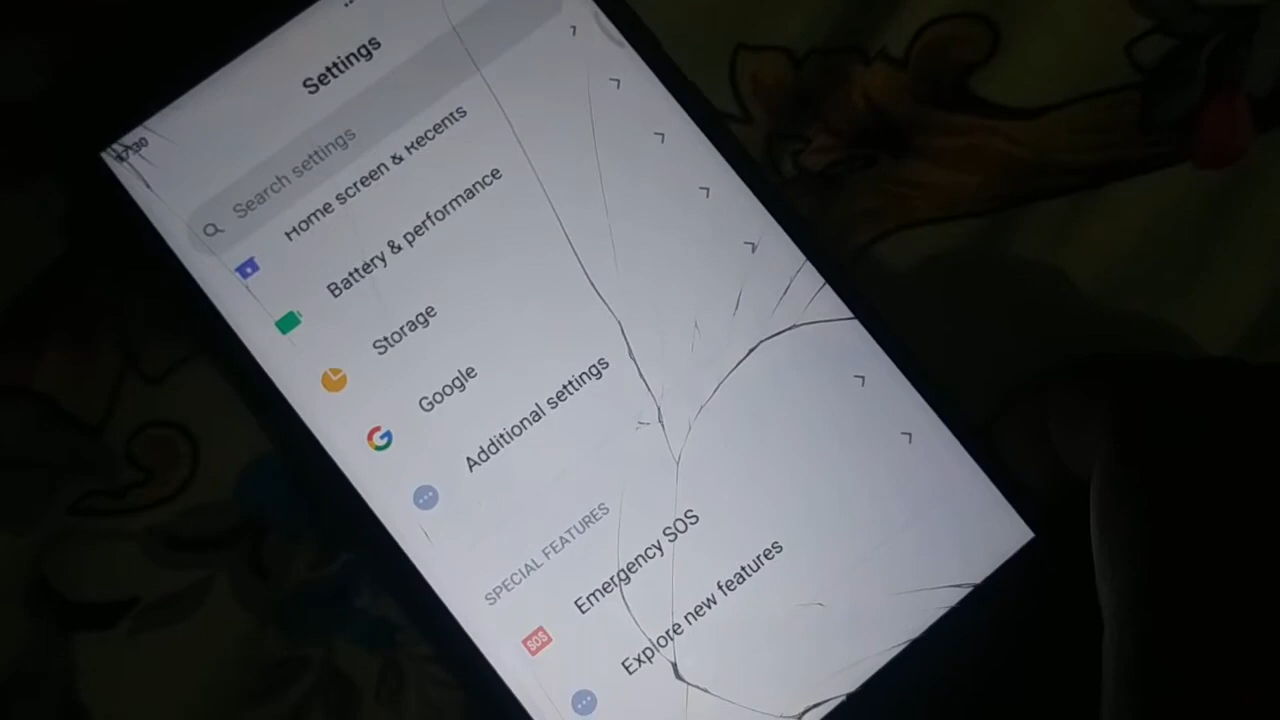 Settings
Search settings
Home screen & Recents
Battery & performance
Storage
Google
Additional settings
SPECIAL FEATURES
SOS Emergency SOS
Explore new features